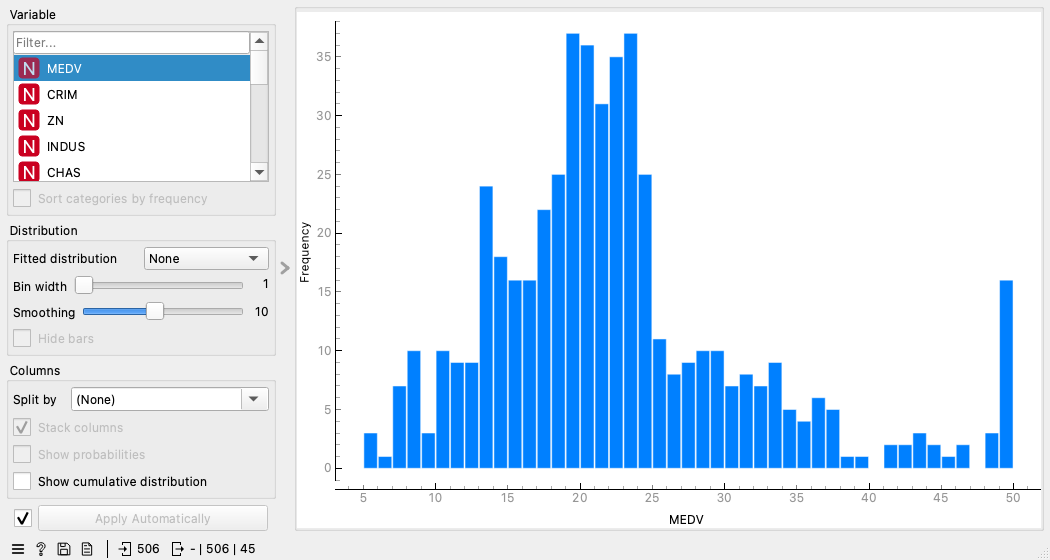 Variable
Filter...
N MEDV
N CRIM
N ZN
N INDUS
N CHAS
Sort categories by frequency
Distribution
Fitted distribution None
Bin width 1
Smoothing 10
Hide bars
Columns
Split by (None)
Stack columns
Show probabilities
Show cumulative distribution
Apply Automatically
? 506 - | 506 | 45
Frequency
35
30
25
20
15
10
5
0
5 10 15 20 25 30 35 40 45 50
MEDV